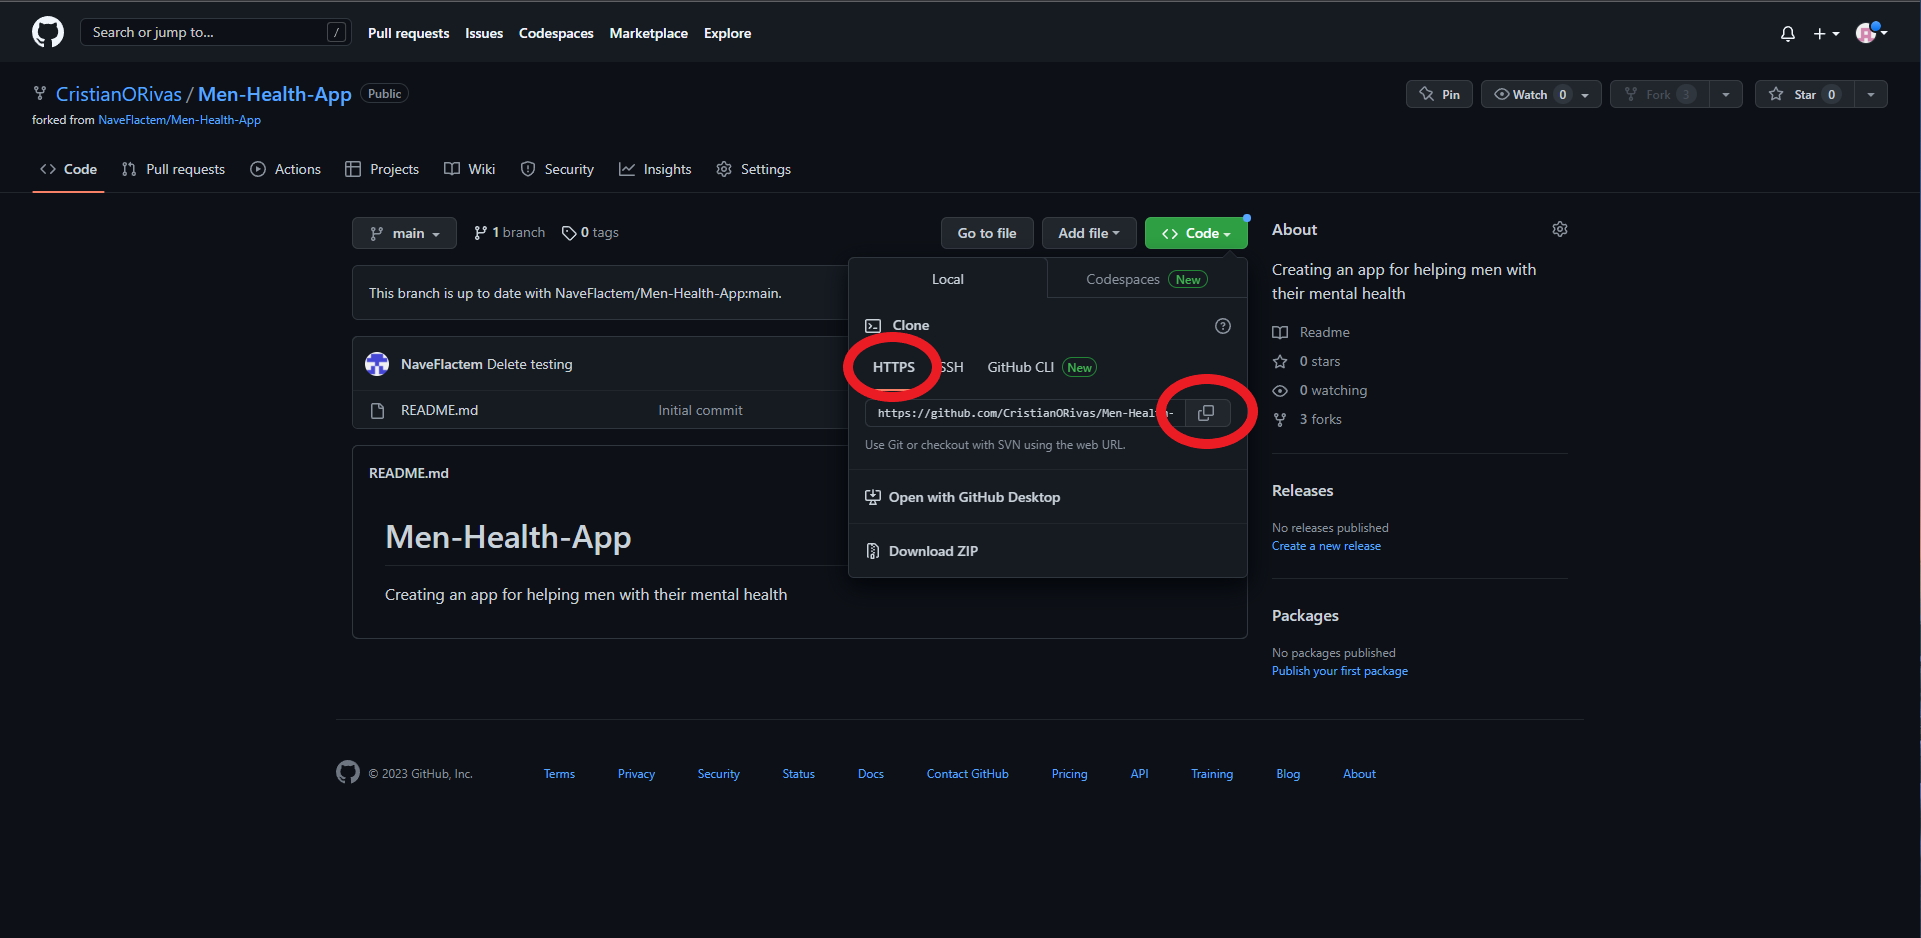 Search or jump to... / Pull requests Issues Codespaces Marketplace Explore
CristianORivas / Men-Health-App Public Pin Watch 0 Fork 3 Star 0
forked from NaveFlactem/Men-Health-App
Code Pull requests Actions Projects Wiki Security Insights Settings
main 1 branch 0 tags Go to file Add file Code
This branch is up to date with NaveFlactem/Men-Health-App:main.
NaveFlactem Delete testing
README.md Initial commit
README.md
Men-Health-App
Creating an app for helping men with their mental health
Local Codespaces New
Clone
HTTPS SSH GitHub CLI New
https://github.com/CristianORivas/Men-Health-
Use Git or checkout with SVN using the web URL.
Open with GitHub Desktop
Download ZIP
About
Creating an app for helping men with
their mental health
Readme
0 stars
0 watching
3 forks
Releases
No releases published
Create a new release
Packages
No packages published
Publish your first package
© 2023 GitHub, Inc. Terms Privacy Security Status Docs Contact GitHub Pricing API Training Blog About